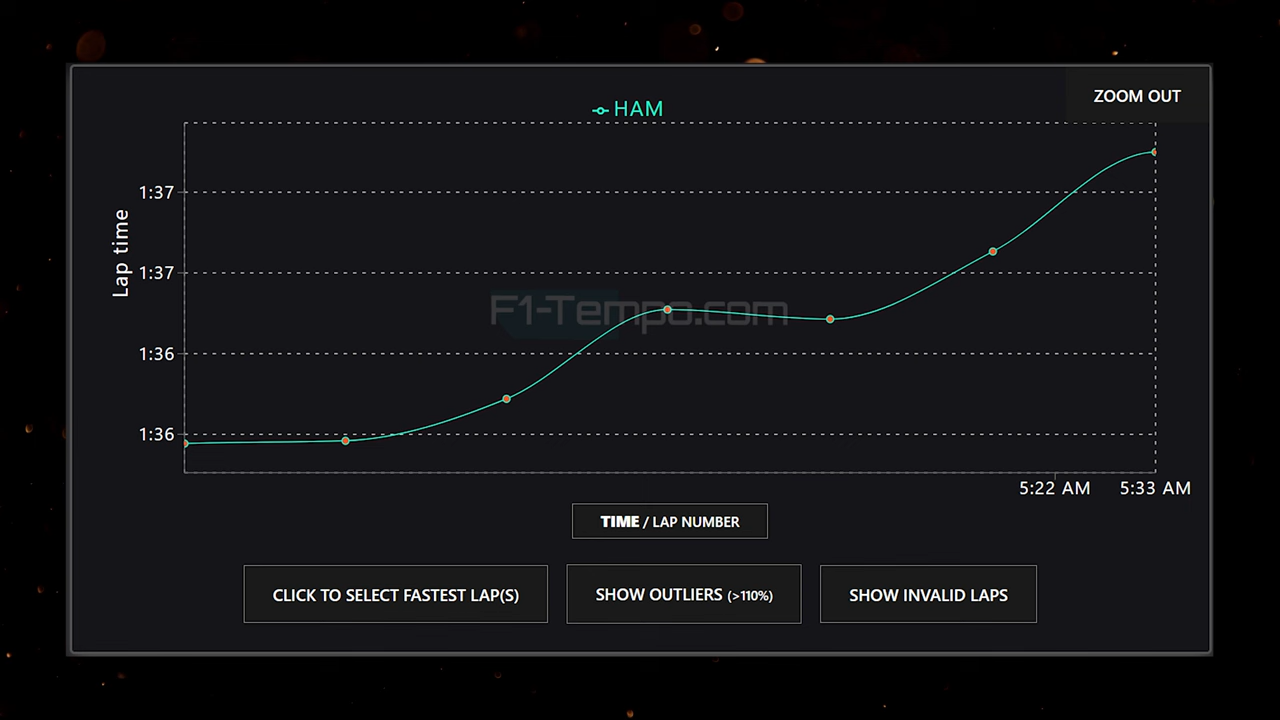 ZOOM OUT
HAM
Lap time
1:37
1:37
1:36
1:36
F1-Tempo.com
5:22 AM 5:33 AM
TIME / LAP NUMBER
CLICK TO SELECT FASTEST LAP(S)
SHOW OUTLIERS (>110%)
SHOW INVALID LAPS